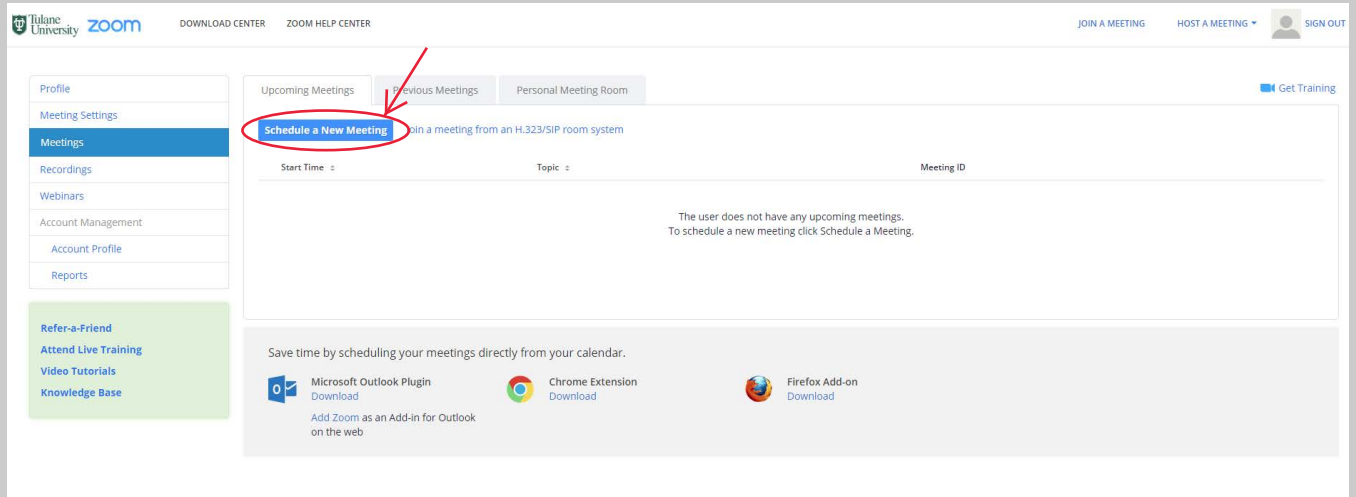 Tulane University zoom DOWNLOAD CENTER ZOOM HELP CENTER JOIN A MEETING HOST A MEETING SIGN OUT
Profile
Meeting Settings
Meetings
Recordings
Webinars
Account Management
Account Profile
Reports
Refer-a-Friend
Attend Live Training
Video Tutorials
Knowledge Base
Upcoming Meetings Previous Meetings Personal Meeting Room Get Training
Schedule a New Meeting Join a meeting from an H.323/SIP room system
Start Time Topic Meeting ID
The user does not have any upcoming meetings.
To schedule a new meeting click Schedule a Meeting.
Save time by scheduling your meetings directly from your calendar.
Microsoft Outlook Plugin
Download
Add Zoom as an Add-in for Outlook
on the web
Chrome Extension
Download
Firefox Add-on
Download